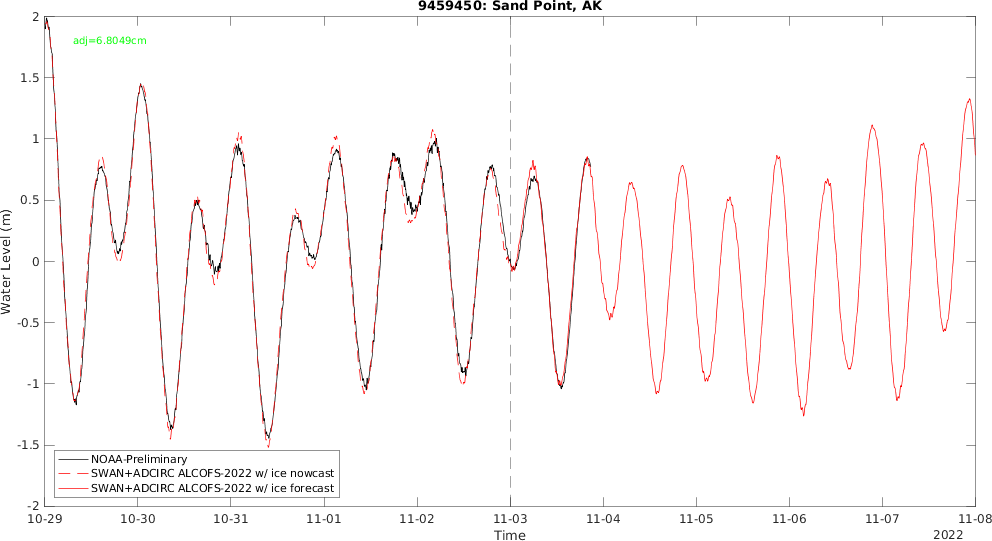 9459450: Sand Point, AK
adj=6.8049cm
2
1.5
1
0.5
0
-0.5
-1
-1.5
-2
Water Level (m)
NOAA-Preliminary
SWAN+ADCIRC ALCOFS-2022 w/ ice nowcast
SWAN+ADCIRC ALCOFS-2022 w/ ice forecast
10-29 10-30 10-31 11-01 11-02 11-03 11-04 11-05 11-06 11-07 11-08
Time
2022